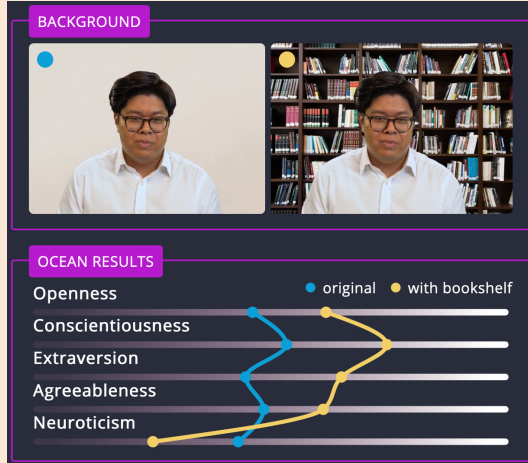 BACKGROUND
OCEAN RESULTS
Openness
original with bookshelf
Conscientiousness
Extraversion
Agreeableness
Neuroticism